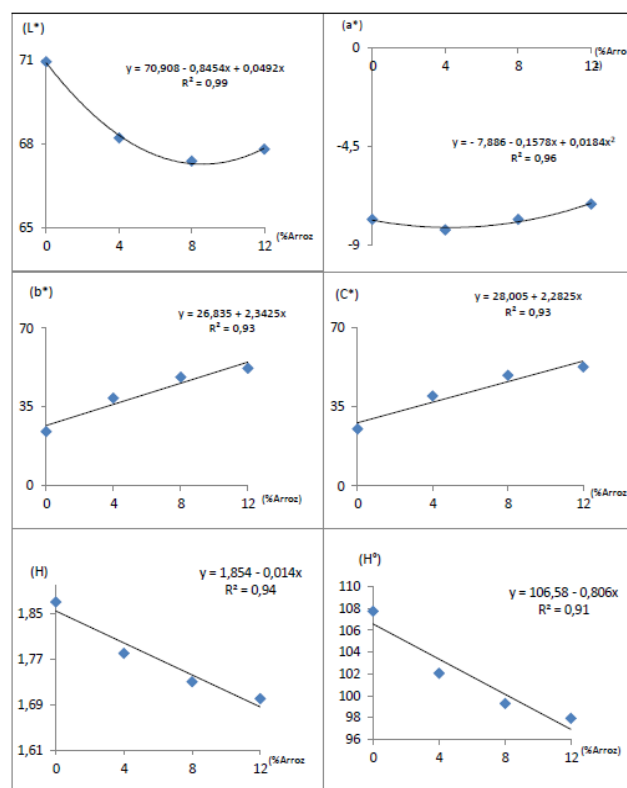 (L*)
71
68
65
y = 70,908 - 0,8454x + 0,0492x
R² = 0,99
0 4 8 12 (%Arroz
(a*)
0
-4,5
-9
0 4 8 12
(%Arroz
y = - 7,886 - 0,1578x + 0,0184x²
R² = 0,96
(b*)
70
35
0
y = 26,835 + 2,3425x
R² = 0,93
0 4 8 12 (%Arroz)
(C*)
70
35
0
y = 28,005 + 2,2825x
R² = 0,93
0 4 8 12 (%Arroz
(H)
1,85
1,77
1,69
1,61
y = 1,854 - 0,014x
R² = 0,94
0 4 8 12 (%Arroz
(H°)
110
108
106
104
102
100
98
96
y = 106,58 - 0,806x
R² = 0,91
0 4 8 12 (%Arroz)